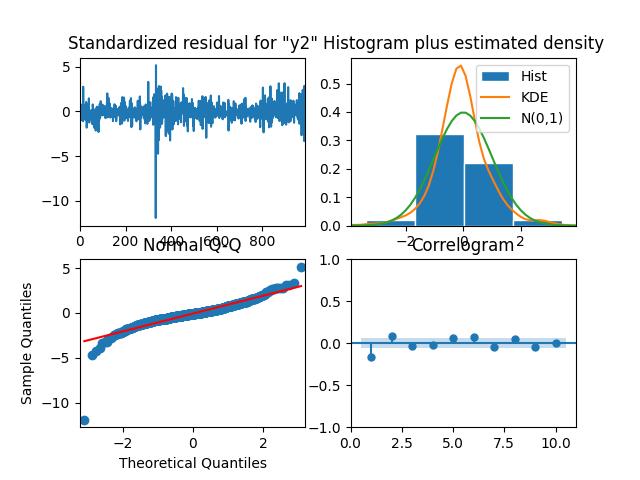 Standardized residual for "y2"
Histogram plus estimated density
5
0
−5
−10
0 200 400 600 800
0.5
0.4
0.3
0.2
0.1
0.0
−2 0 2
Hist
KDE
N(0,1)
Normal Q-Q
Correlogram
Sample Quantiles
5
0
−5
−10
−2 0 2
Theoretical Quantiles
1.0
0.5
0.0
−0.5
−1.0
0.0 2.5 5.0 7.5 10.0